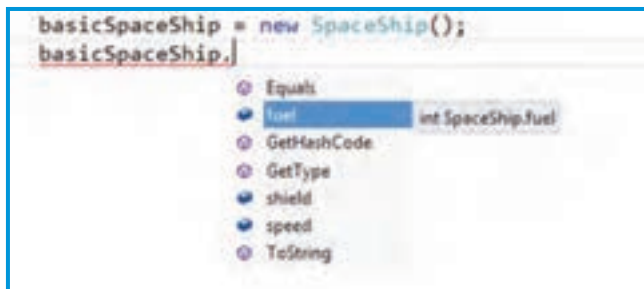 basicSpaceShip = new SpaceShip();
basicSpaceShip.
Equals
fuel int SpaceShip.fuel
GetHashCode
GetType
shield
speed
ToString